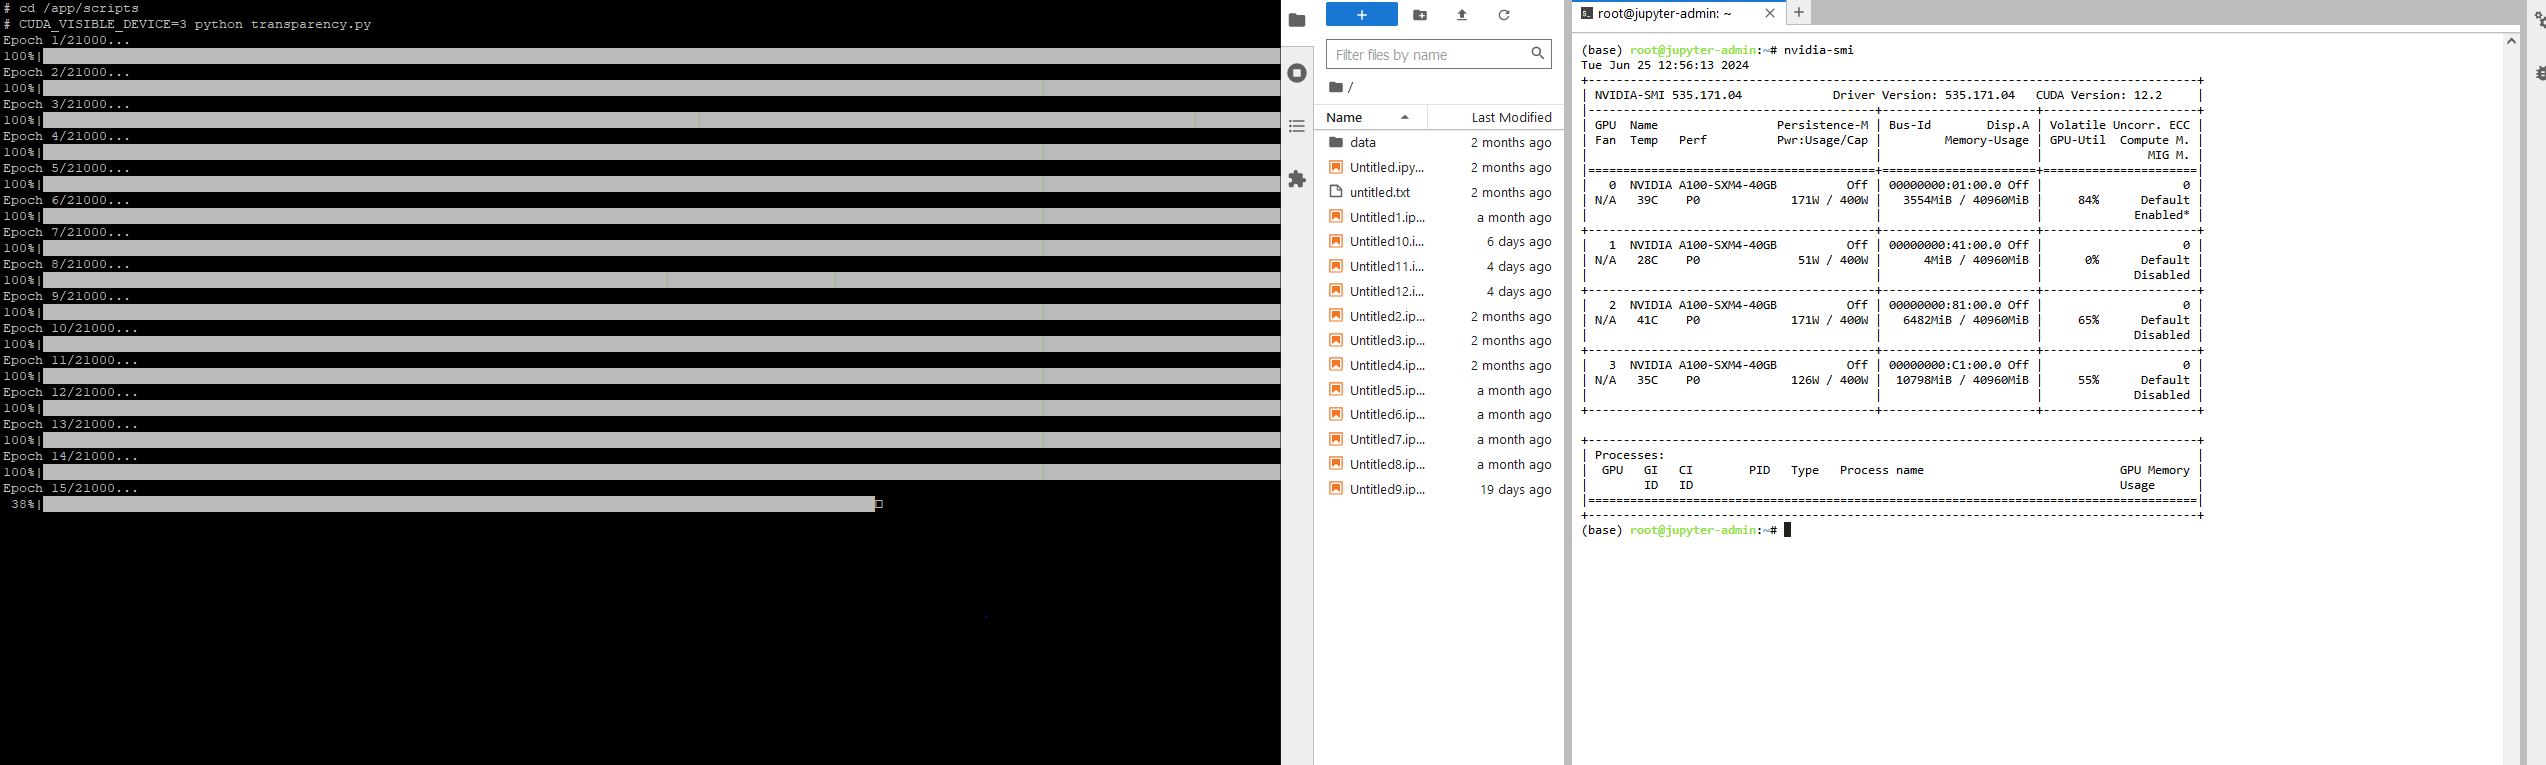 # cd /app/scripts
# CUDA_VISIBLE_DEVICE=3 python transparency.py
Epoch 1/21000...
100%|
Epoch 2/21000...
100%|
Epoch 3/21000...
100%|
Epoch 4/21000...
100%|
Epoch 5/21000...
100%|
Epoch 6/21000...
100%|
Epoch 7/21000...
100%|
Epoch 8/21000...
100%|
Epoch 9/21000...
100%|
Epoch 10/21000...
100%|
Epoch 11/21000...
100%|
Epoch 12/21000...
100%|
Epoch 13/21000...
100%|
Epoch 14/21000...
100%|
Epoch 15/21000...
38%|
Filter files by name
/
Name Last Modified
data 2 months ago
Untitled.ipy... 2 months ago
untitled.txt 2 months ago
Untitled1.ip... a month ago
Untitled10.i... 6 days ago
Untitled11.i... 4 days ago
Untitled12.i... 4 days ago
Untitled2.ip... 2 months ago
Untitled3.ip... 2 months ago
Untitled4.ip... 2 months ago
Untitled5.ip... a month ago
Untitled6.ip... a month ago
Untitled7.ip... a month ago
Untitled8.ip... a month ago
Untitled9.ip... 19 days ago
root@jupyter-admin: ~
(base) root@jupyter-admin:~# nvidia-smi
Tue Jun 25 12:56:13 2024
+---------------------------------------------------------------------------------------+
| NVIDIA-SMI 535.171.04             Driver Version: 535.171.04   CUDA Version: 12.2     |
|-----------------------------------------+----------------------+----------------------+
| GPU  Name                 Persistence-M | Bus-Id        Disp.A | Volatile Uncorr. ECC |
| Fan  Temp   Perf          Pwr:Usage/Cap |         Memory-Usage | GPU-Util  Compute M. |
|                                         |                      |               MIG M. |
|=========================================+======================+======================|
|   0  NVIDIA A100-SXM4-40GB          Off | 00000000:01:00.0 Off |                    0 |
| N/A   39C    P0             171W / 400W |   3554MiB / 40960MiB |     84%      Default |
|                                         |                      |             Enabled* |
+-----------------------------------------+----------------------+----------------------+
|   1  NVIDIA A100-SXM4-40GB          Off | 00000000:41:00.0 Off |                    0 |
| N/A   28C    P0              51W / 400W |      4MiB / 40960MiB |      0%      Default |
|                                         |                      |             Disabled |
+-----------------------------------------+----------------------+----------------------+
|   2  NVIDIA A100-SXM4-40GB          Off | 00000000:81:00.0 Off |                    0 |
| N/A   41C    P0             171W / 400W |   6482MiB / 40960MiB |     65%      Default |
|                                         |                      |             Disabled |
+-----------------------------------------+----------------------+----------------------+
|   3  NVIDIA A100-SXM4-40GB          Off | 00000000:C1:00.0 Off |                    0 |
| N/A   35C    P0             126W / 400W |  10798MiB / 40960MiB |     55%      Default |
|                                         |                      |             Disabled |
+-----------------------------------------+----------------------+----------------------+
+---------------------------------------------------------------------------------------+
| Processes:                                                                            |
|  GPU   GI   CI        PID   Type   Process name                            GPU Memory |
|        ID   ID                                                             Usage      |
|=======================================================================================|
+---------------------------------------------------------------------------------------+
(base) root@jupyter-admin:~#